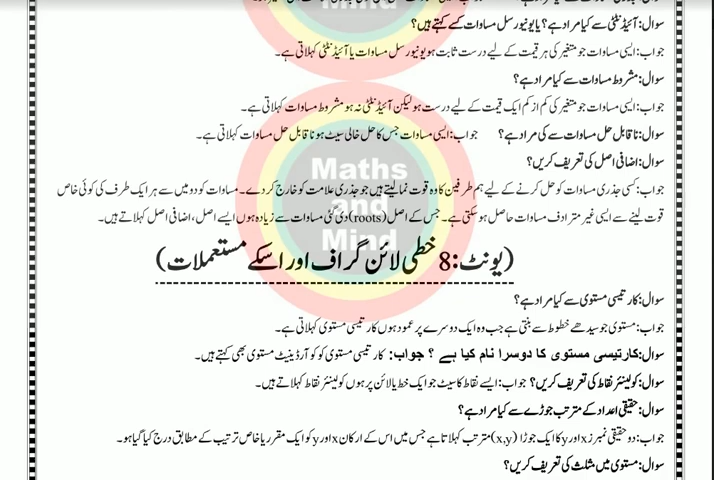 سوال: آئیڈنٹٹی سے کیا مراد ہے؟ یا یونیورسل مساوات کسے کہتے ہیں؟
جواب: ایسی مساوات جو متغیر کی ہر قیمت کے لیے درست ثابت ہو یونیورسل مساوات یا آئیڈنٹٹی کہلاتی ہے۔
سوال: مشروط مساوات سے کیا مراد ہے؟
جواب: ایسی مساوات جو متغیر کی کم از کم ایک قیمت کے لیے درست ہو لیکن آئیڈنٹٹی نہ ہو مشروط مساوات کہلاتی ہے۔
سوال: نا قابل حل مساوات سے کی مراد ہے؟ جواب: ایسی مساوات جس کا حل خالی سیٹ ہو نا قابل حل مساوات کہلاتی ہے۔
سوال: اضافی اصل کی تعریف کریں؟
جواب: کسی جذری مساوات کو حل کرنے کے لیے ہم طرفین کا وہ قوت نما لیتے ہیں جو جذری علامت کو خارج کر دے۔ مساوات کو دو میں سے ہر ایک طرف کی کوئی خاص
قوت لینے سے ایسی غیر مترادف مساوات حاصل ہو سکتی ہے۔ جس کے اصل (roots) دی گئی مساوات سے زیادہ ہوں ایسے اصل، اضافی اصل کہلاتے ہیں۔
Maths
and
Mind
(یونٹ: 8 خطی لائن گراف اور اسکے مستعملات)
سوال: کارتیسی مستوی سے کیا مراد ہے؟
جواب: مستوی جو سیدھے خطوط سے بنتی ہے جب وہ ایک دوسرے پر عمود ہوں کارتیسی مستوی کہلاتی ہے۔
سوال: کارتیسی مستوی کا دوسرا نام کیا ہے ؟ جواب: کارتیسی مستوی کو کوآرڈینیٹ مستوی بھی کہتے ہیں۔
سوال: کولینئر نقاط کی تعریف کریں؟ جواب: ایسے نقاط کا سیٹ جو ایک خط یا لائن پر ہوں کولینئر نقاط کہلاتے ہیں۔
سوال: حقیقی اعداد کے مترتب جوڑے سے کیا مراد ہے؟
جواب: دو حقیقی نمبرز x اور y کا ایک جوڑا (x,y) مترتب کہلاتا ہے جس میں اس کے ارکان x اور y کو ایک مقرر یا خاص ترتیب کے مطابق درج کیا گیا ہو۔
سوال: مستوی میں مثلث کی تعریف کریں؟